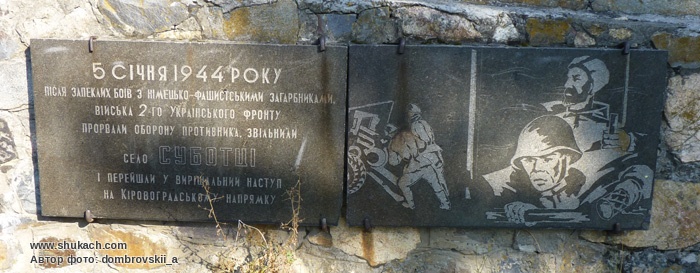 5 СІЧНЯ 1944 РОКУ
ПІСЛЯ ЗАПЕКЛИХ БОЇВ З НІМЕЦЬКО-ФАШИСТСЬКИМИ ЗАГАРБНИКАМИ,
ВІЙСЬКА 2-ГО УКРАЇНСЬКОГО ФРОНТУ
ПРОРВАЛИ ОБОРОНУ ПРОТИВНИКА, ЗВІЛЬНИЛИ
СЕЛО СУБОТЦІ
І ПЕРЕЙШЛИ У ВИРІШАЛЬНИЙ НАСТУП
НА КІРОВОГРАДСЬКОМУ НАПРЯМКУ
www.shukach.com
Автор фото: dombrovskii_a